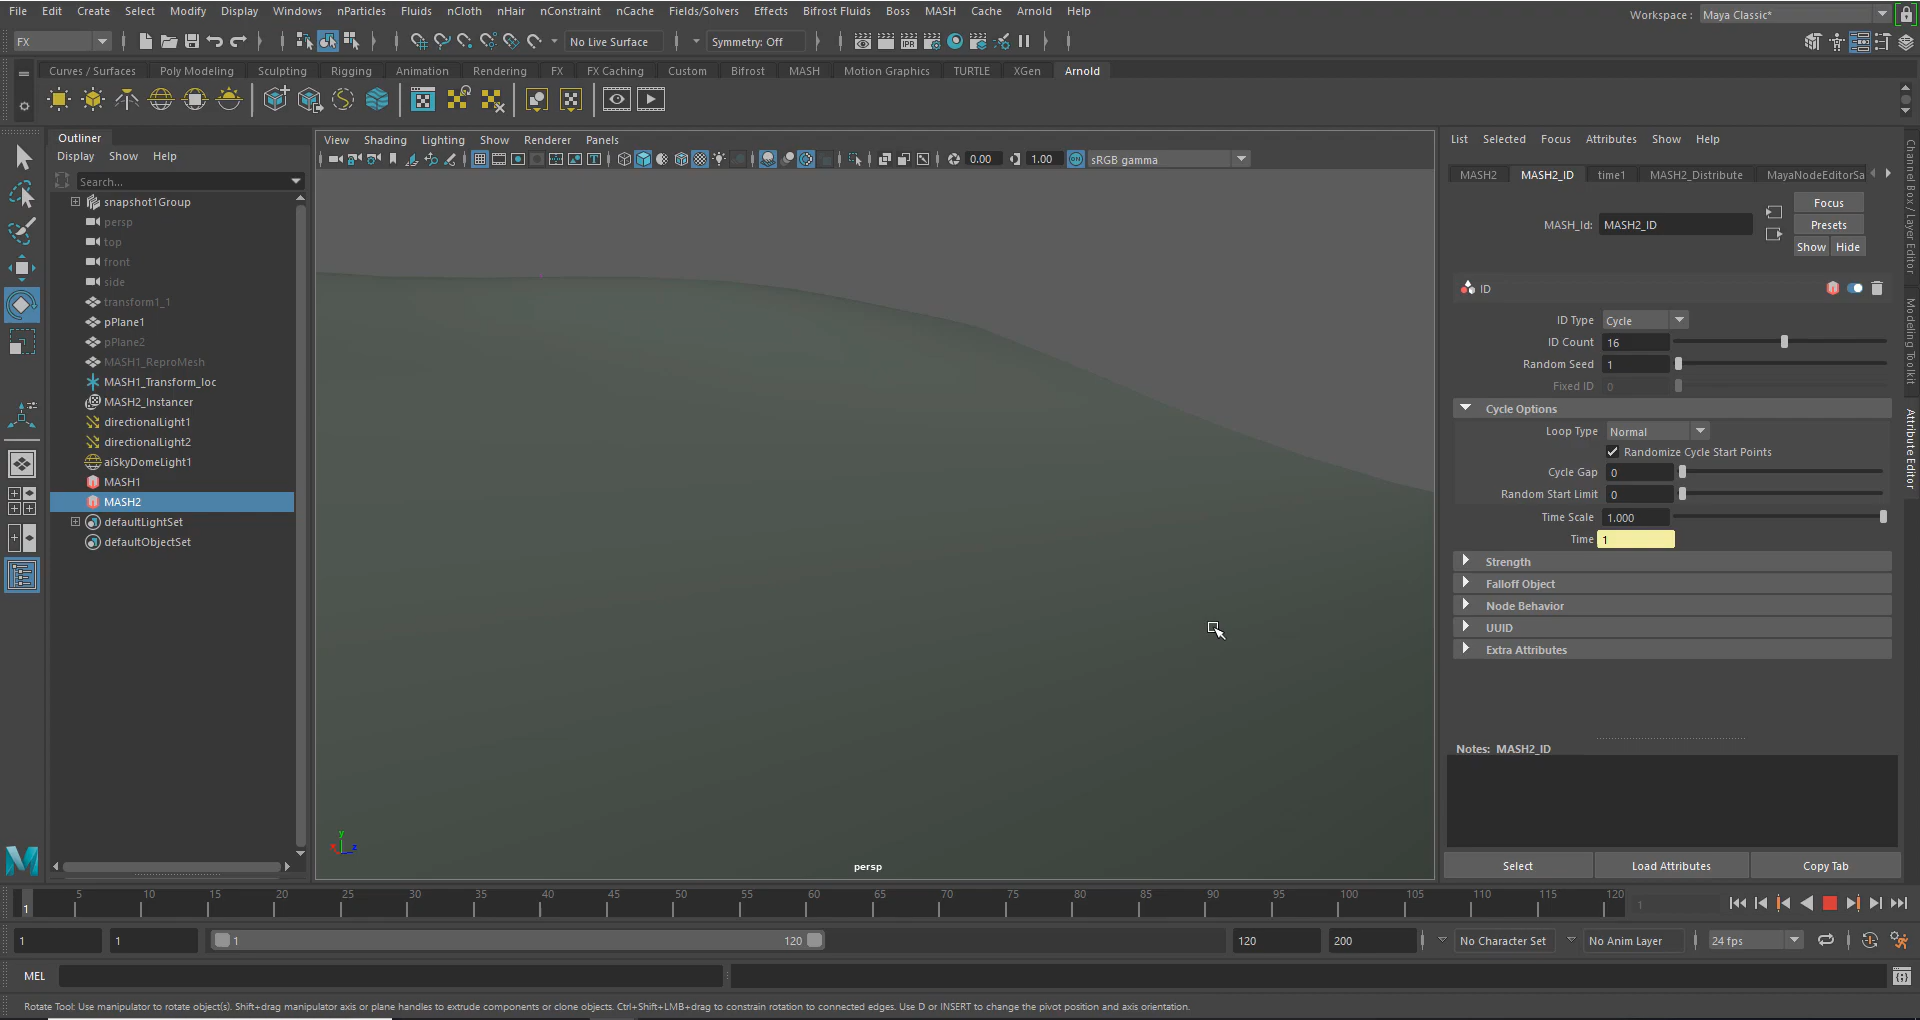 File Edit Create Select Modify Display Windows nParticles Fluids nCloth nHair nConstraint nCache Fields/Solvers Effects Bifrost Fluids Boss MASH Cache Arnold Help
Workspace : Maya Classic*
FX No Live Surface Symmetry: Off
Curves / Surfaces Poly Modeling Sculpting Rigging Animation Rendering FX FX Caching Custom Bifrost MASH Motion Graphics TURTLE XGen Arnold
Outliner
Display Show Help
Search...
snapshot1Group
persp
top
front
side
transform1_1
pPlane1
pPlane2
MASH1_ReproMesh
MASH1_Transform_loc
MASH2_Instancer
directionalLight1
directionalLight2
aiSkyDomeLight1
MASH1
MASH2
defaultLightSet
defaultObjectSet
View Shading Lighting Show Renderer Panels
0.00 1.00 ON sRGB gamma
y
x z
persp
List Selected Focus Attributes Show Help
MASH2 MASH2_ID time1 MASH2_Distribute MayaNodeEditorSa
MASH_Id: MASH2_ID
Focus
Presets
Show Hide
ID
ID Type Cycle
ID Count 16
Random Seed 1
Fixed ID 0
Cycle Options
Loop Type Normal
Randomize Cycle Start Points
Cycle Gap 0
Random Start Limit 0
Time Scale 1.000
Time 1
Strength
Falloff Object
Node Behavior
UUID
Extra Attributes
Notes: MASH2_ID
Select Load Attributes Copy Tab
Channel Box / Layer Editor
Modeling Toolkit
Attribute Editor
1 5 10 15 20 25 30 35 40 45 50 55 60 65 70 75 80 85 90 95 100 105 110 115 120 1
1 1 1 120 120 200 No Character Set No Anim Layer 24 fps
MEL
Rotate Tool: Use manipulator to rotate object(s). Shift+drag manipulator axis or plane handles to extrude components or clone objects. Ctrl+Shift+LMB+drag to constrain rotation to connected edges. Use D or INSERT to change the pivot position and axis orientation.